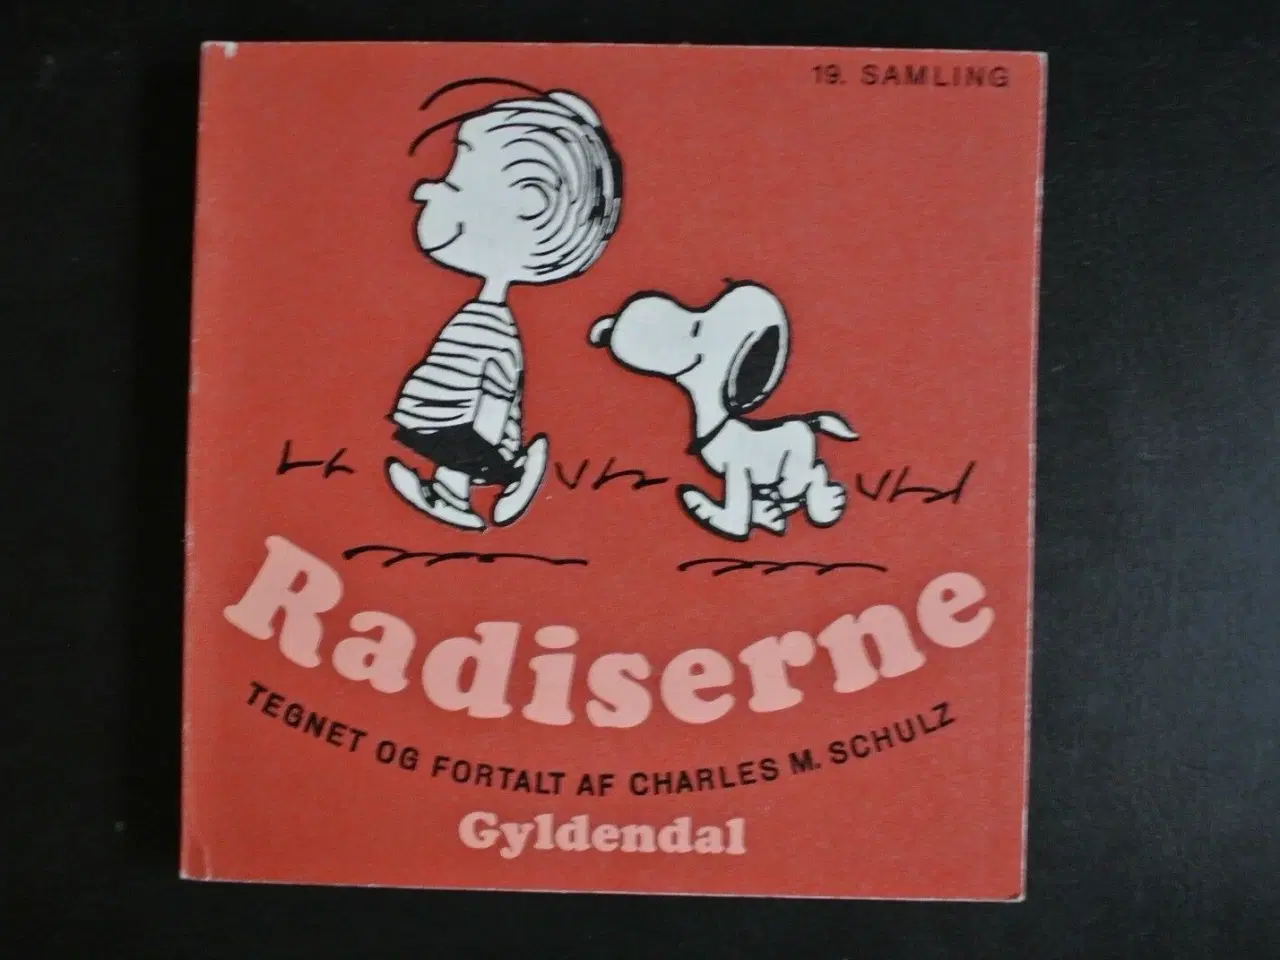 19. SAMLING
Radiserne
TEGNET OG FORTALT AF CHARLES M. SCHULZ
Gyldendal